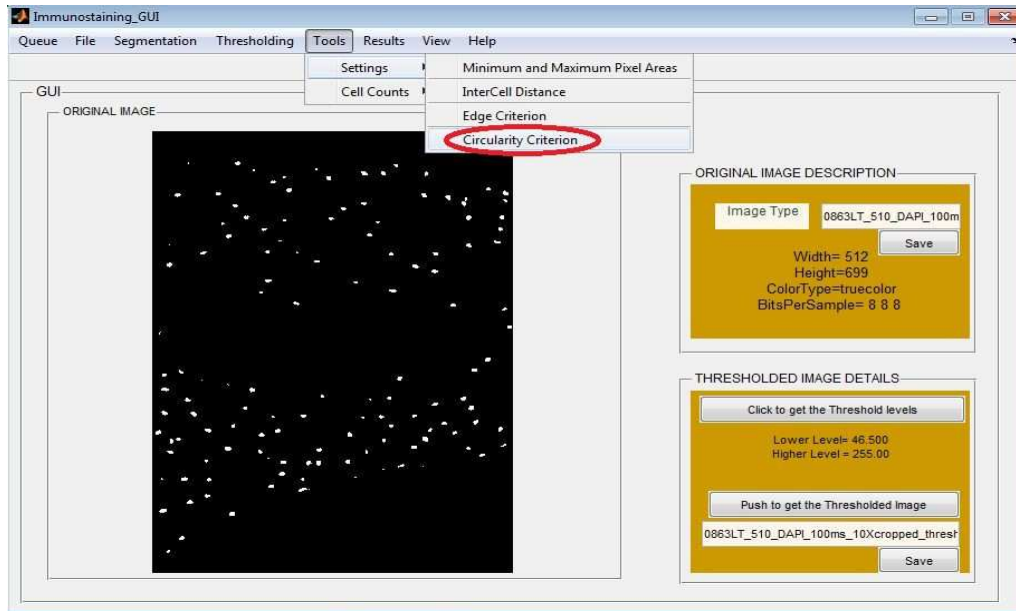 Immunostaining_GUI
Queue File Segmentation Thresholding Tools Results View Help
Settings
Cell Counts
Minimum and Maximum Pixel Areas
InterCell Distance
Edge Criterion
Circularity Criterion
GUI
ORIGINAL IMAGE
ORIGINAL IMAGE DESCRIPTION
Image Type
0863LT_510_DAPI_100m
Save
Width= 512
Height=699
ColorType=truecolor
BitsPerSample= 8 8 8
THRESHOLDED IMAGE DETAILS
Click to get the Threshold levels
Lower Level= 46.500
Higher Level = 255.00
Push to get the Thresholded Image
0863LT_510_DAPI_100ms_10Xcropped_thresh
Save